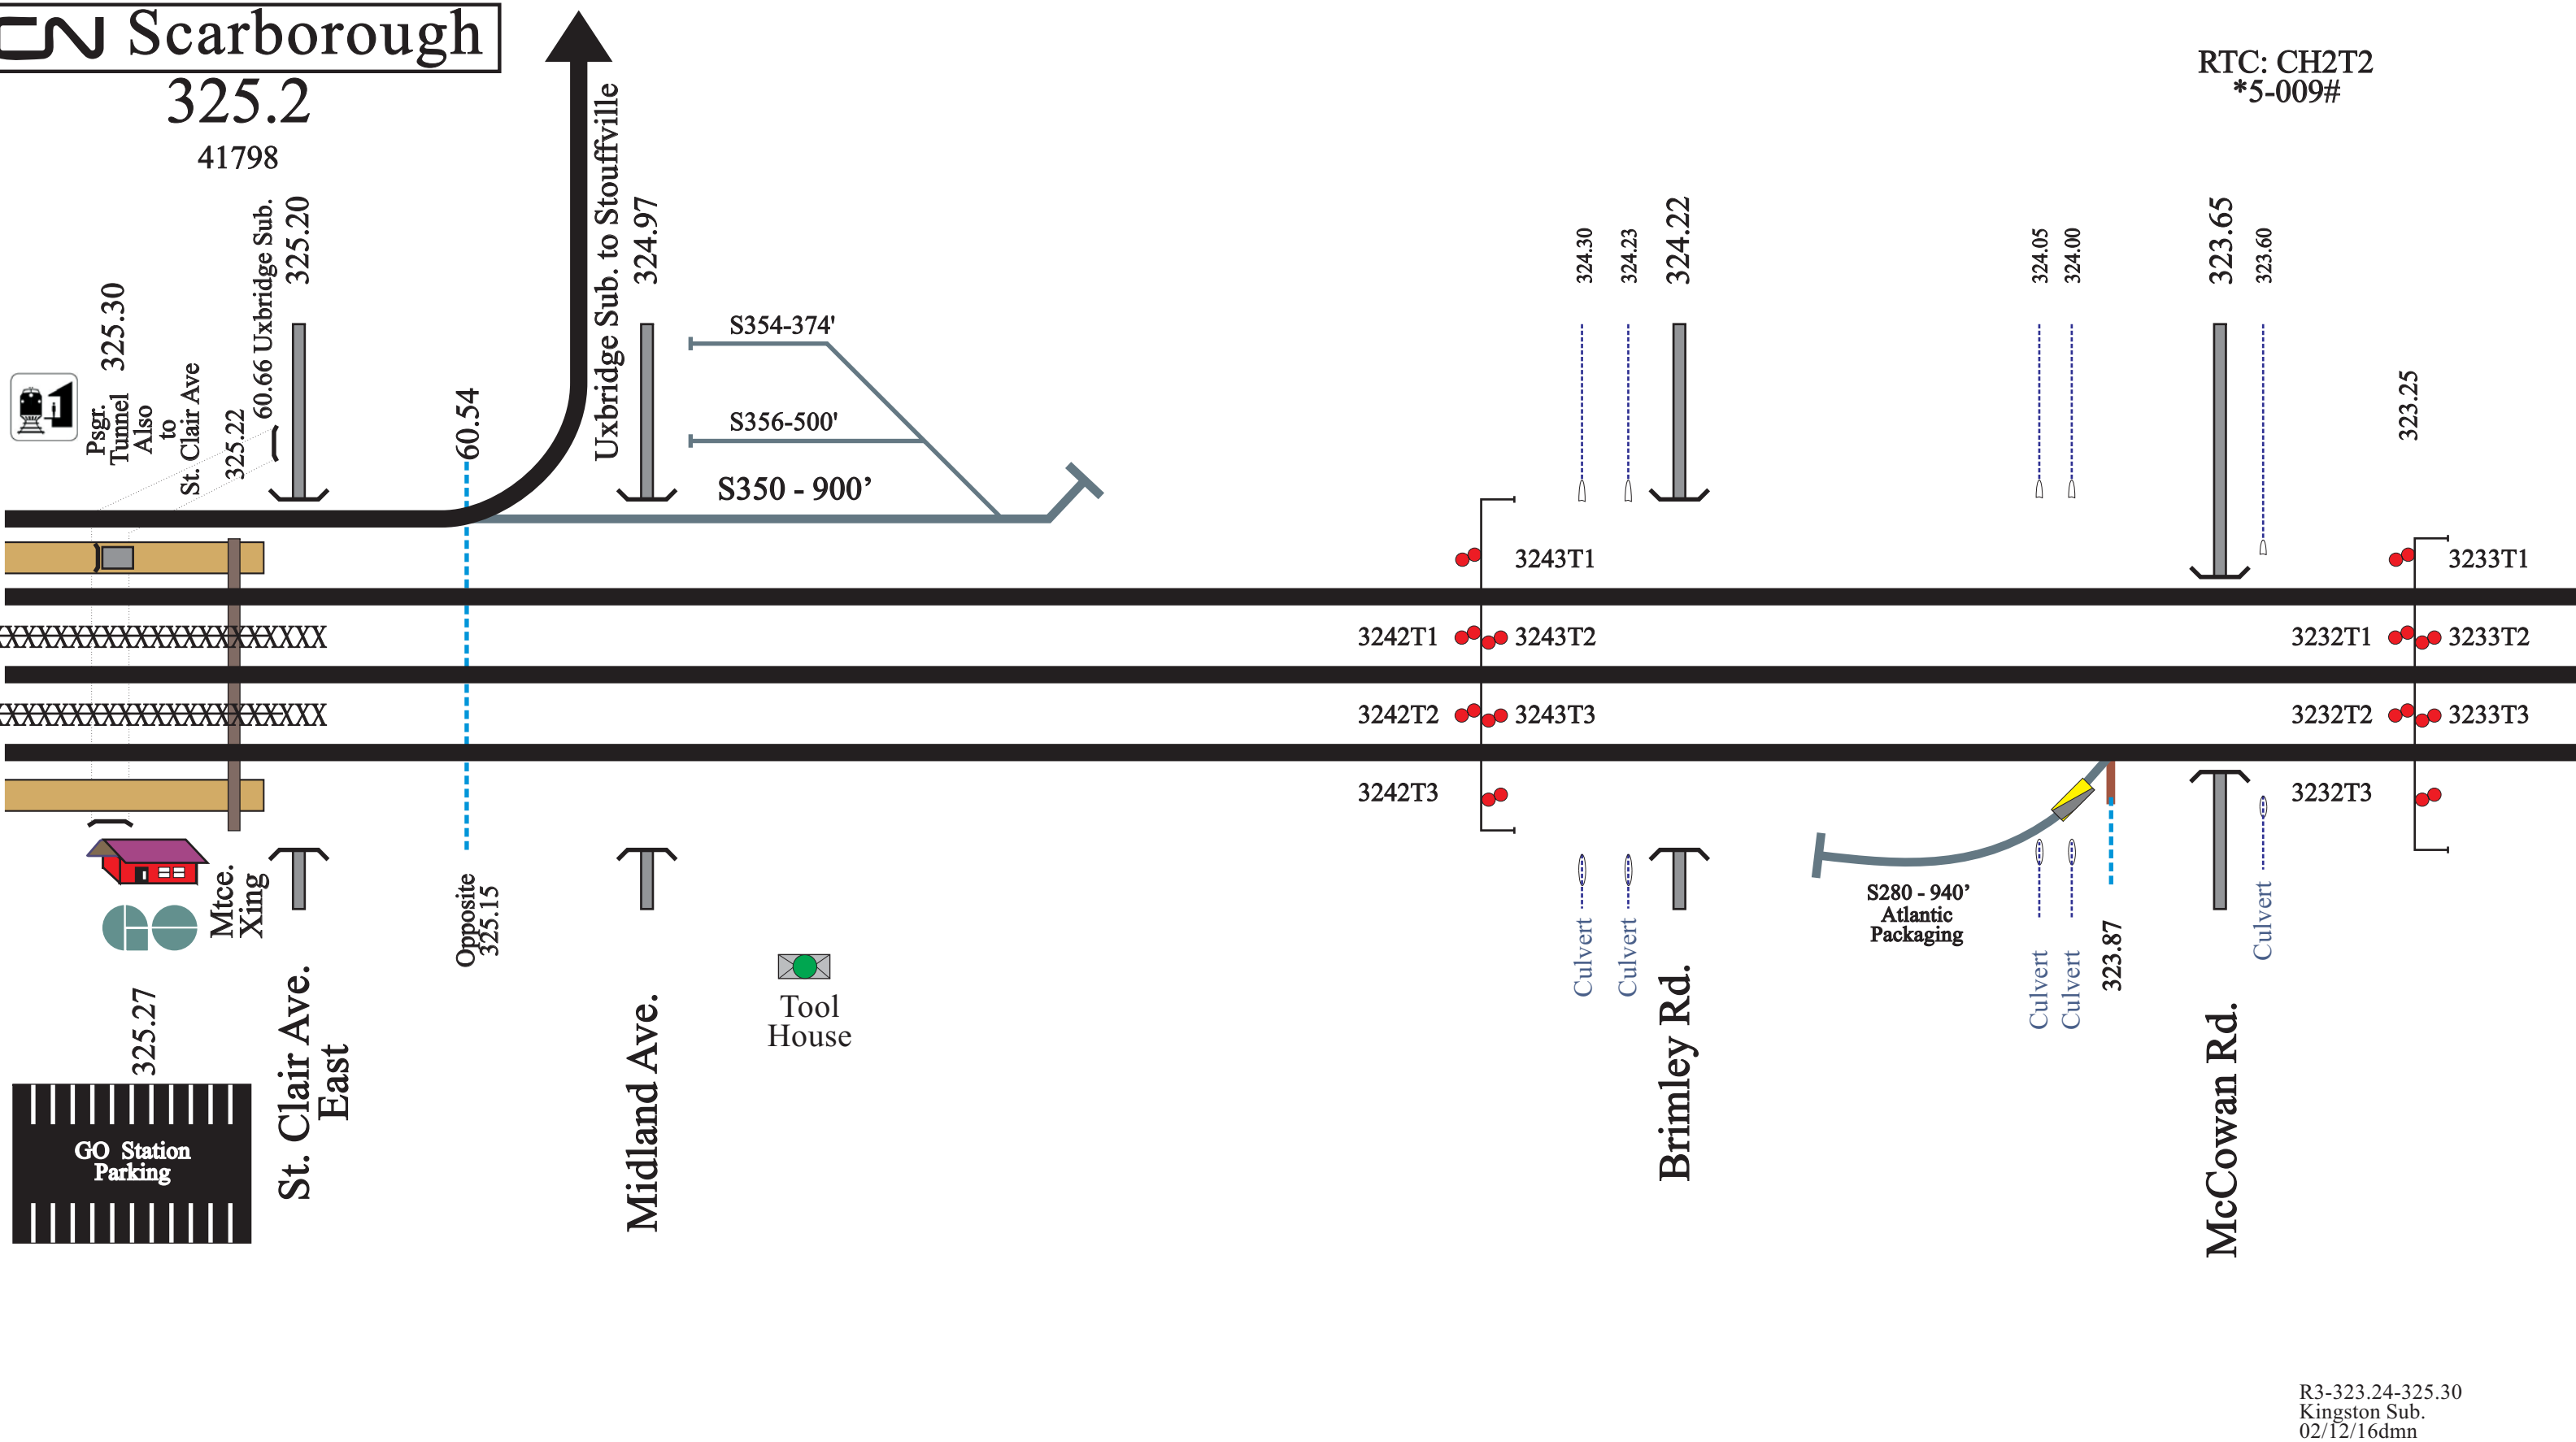 CN Scarborough
325.2
41798
RTC: CH2T2
*5-009#
Psgr.
Tunnel 325.30
Also
to
St. Clair Ave
325.22
60.66 Uxbridge Sub.
325.20
60.54
Uxbridge Sub. to Stouffville
324.97
S354-374'
S356-500'
S350 - 900’
324.30
324.23
324.22
324.05
324.00
323.65
323.60
323.25
3243T1
3233T1
XXXXXXXXXXXXXXXXXXXXXX
3242T1
3243T2
3232T1
3233T2
XXXXXXXXXXXXXXXXXXXXXX
3242T2
3243T3
3232T2
3233T3
3242T3
3232T3
GO
Mtce.
Xing
325.27
St. Clair Ave.
East
Opposite
325.15
Midland Ave.
Tool
House
Culvert
Culvert
Brimley Rd.
S280 - 940’
Atlantic
Packaging
Culvert
Culvert
323.87
McCowan Rd.
Culvert
GO Station
Parking
R3-323.24-325.30
Kingston Sub.
02/12/16dmn